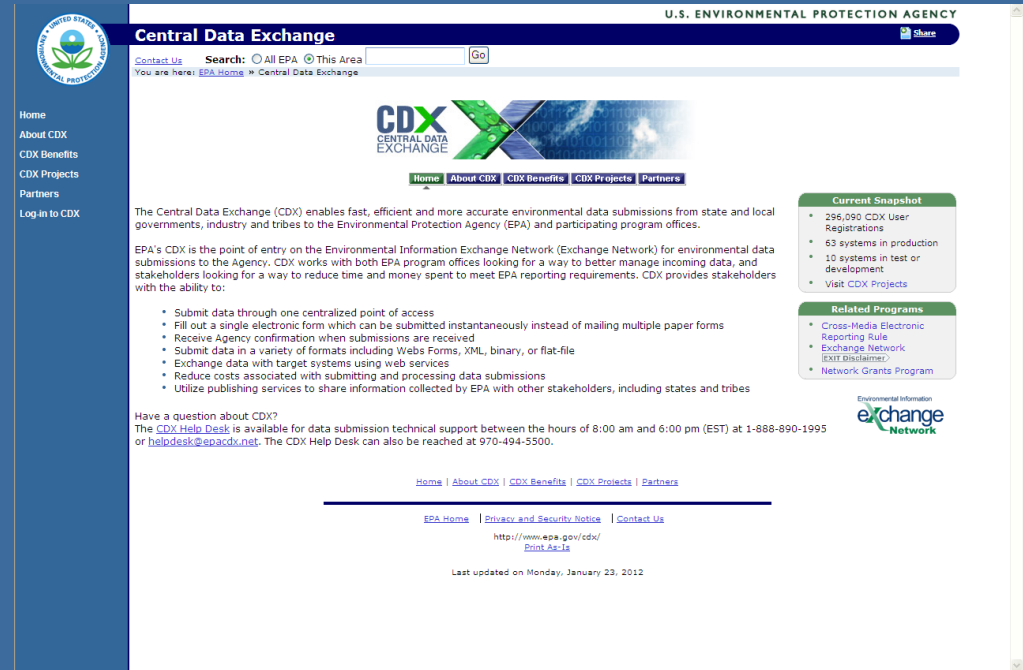 U.S. ENVIRONMENTAL PROTECTION AGENCY
UNITED STATES
ENVIRONMENTAL PROTECTION AGENCY
Central Data Exchange
Share
Contact Us Search: All EPA This Area Go
You are here: EPA Home » Central Data Exchange
Home
About CDX
CDX Benefits
CDX Projects
Partners
Log-in to CDX
CDX
CENTRAL DATA
EXCHANGE
Home About CDX CDX Benefits CDX Projects Partners
The Central Data Exchange (CDX) enables fast, efficient and more accurate environmental data submissions from state and local
governments, industry and tribes to the Environmental Protection Agency (EPA) and participating program offices.
EPA's CDX is the point of entry on the Environmental Information Exchange Network (Exchange Network) for environmental data
submissions to the Agency. CDX works with both EPA program offices looking for a way to better manage incoming data, and
stakeholders looking for a way to reduce time and money spent to meet EPA reporting requirements. CDX provides stakeholders
with the ability to:
• Submit data through one centralized point of access
• Fill out a single electronic form which can be submitted instantaneously instead of mailing multiple paper forms
• Receive Agency confirmation when submissions are received
• Submit data in a variety of formats including Webs Forms, XML, binary, or flat-file
• Exchange data with target systems using web services
• Reduce costs associated with submitting and processing data submissions
• Utilize publishing services to share information collected by EPA with other stakeholders, including states and tribes
Have a question about CDX?
The CDX Help Desk is available for data submission technical support between the hours of 8:00 am and 6:00 pm (EST) at 1-888-890-1995
or helpdesk@epacdx.net. The CDX Help Desk can also be reached at 970-494-5500.
Current Snapshot
• 296,090 CDX User
Registrations
• 63 systems in production
• 10 systems in test or
development
• Visit CDX Projects
Related Programs
• Cross-Media Electronic
Reporting Rule
• Exchange Network
EXIT Disclaimer
• Network Grants Program
Environmental Information
exchange
Network
Home | About CDX | CDX Benefits | CDX Projects | Partners
EPA Home | Privacy and Security Notice | Contact Us
http://www.epa.gov/cdx/
Print As-Is
Last updated on Monday, January 23, 2012